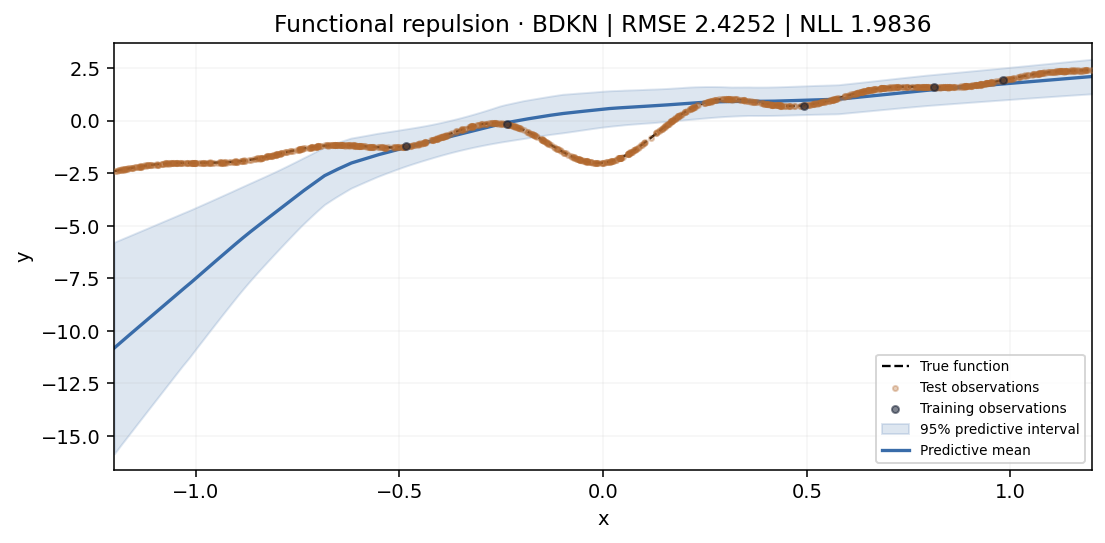 Functional repulsion · BDKN | RMSE 2.4252 | NLL 1.9836
2.5
0.0
−2.5
−5.0
−7.5
−10.0
−12.5
−15.0
y
True function
Test observations
Training observations
95% predictive interval
Predictive mean
−1.0
−0.5
0.0
0.5
1.0
x